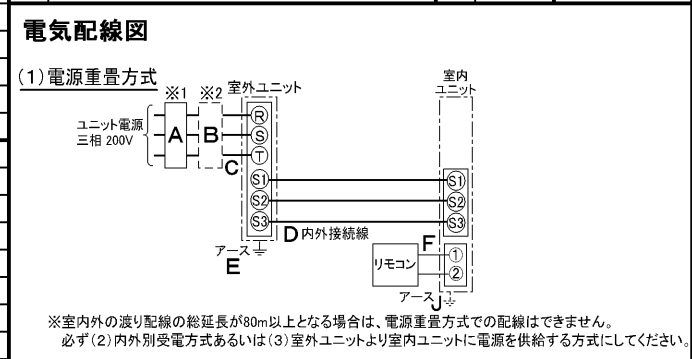 電気配線図
(1)電源重畳方式
※1 ※2 室外ユニット 室内
ユニット
ユニット電源
三相 200V
A B C
R
S
T
S1 S1
S2 S2
S3 S3
D 内外接続線
アース
E
リモコン F ① ②
アース J
※室内外の渡り配線の総延長が80m以上となる場合は、電源重畳方式での配線はできません。
必ず(2)内外別受電方式あるいは(3)室外ユニットより室内ユニットに電源を供給する方式にしてください。